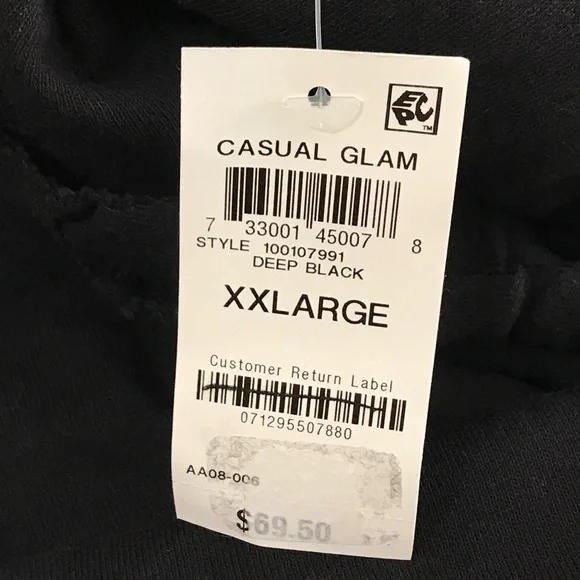 EPC
TM
CASUAL GLAM
7 33001 45007 8
STYLE 100107991
DEEP BLACK
XXLARGE
Customer Return Label
071295507880
AA08-006
$69.50